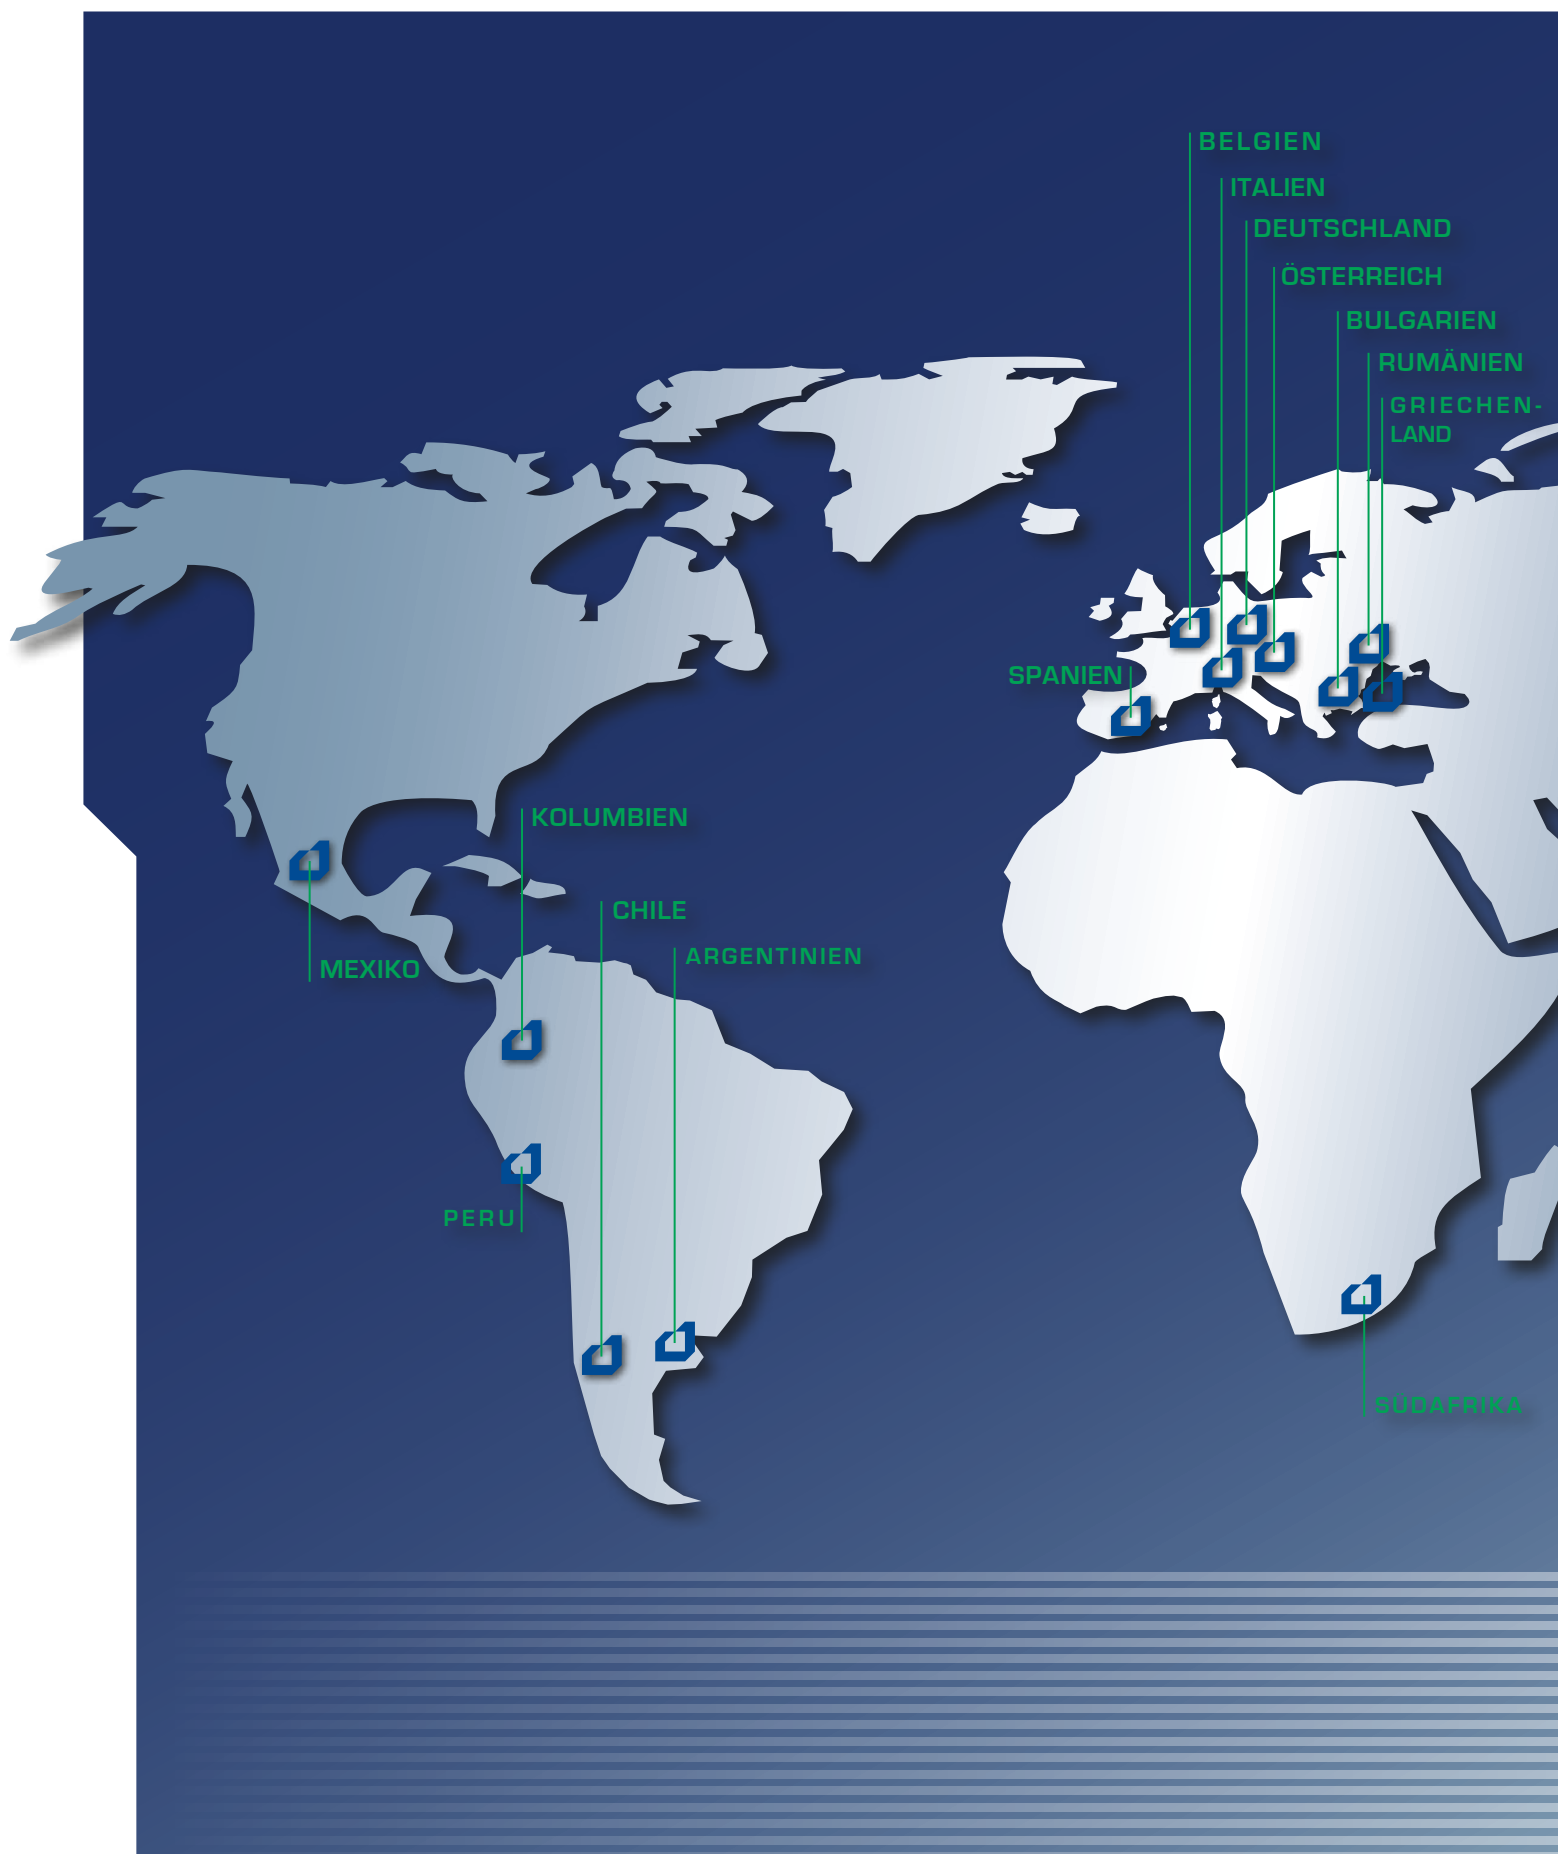 BELGIEN
ITALIEN
DEUTSCHLAND
ÖSTERREICH
BULGARIEN
RUMÄNIEN
GRIECHEN-
LAND
SPANIEN
KOLUMBIEN
CHILE
ARGENTINIEN
MEXIKO
PERU
SÜDAFRIKA